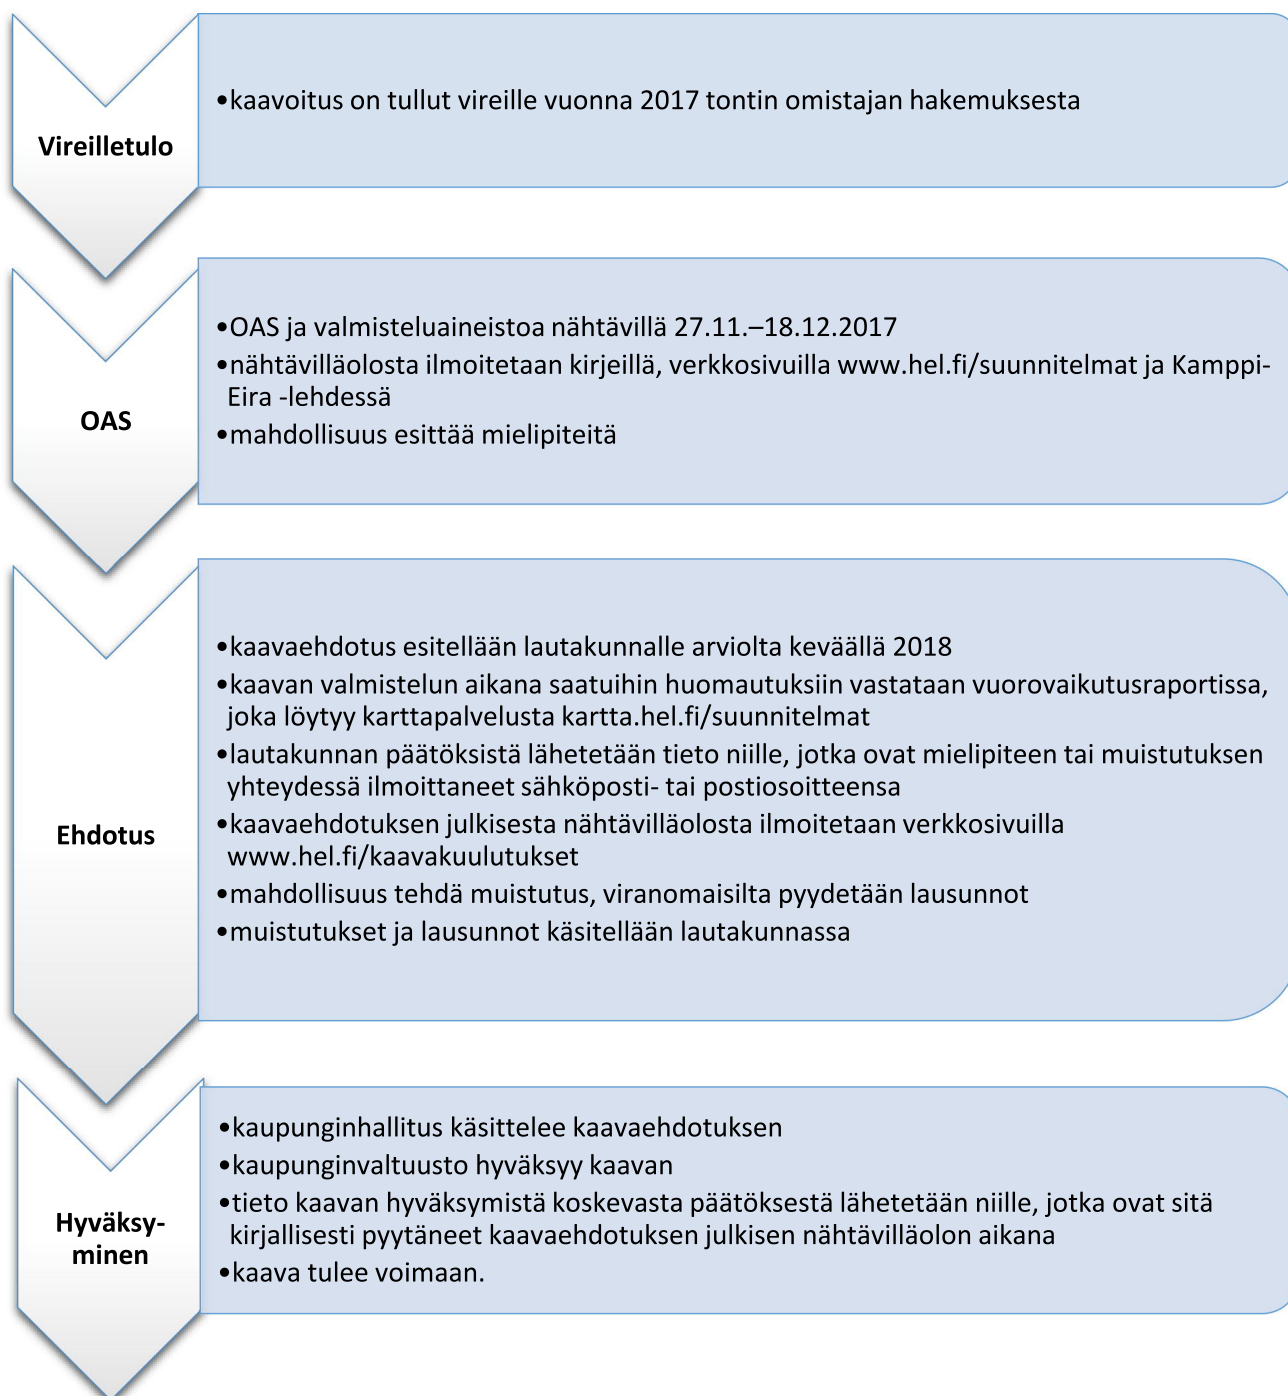 Vireilletulo
•kaavoitus on tullut vireille vuonna 2017 tontin omistajan hakemuksesta
OAS
•OAS ja valmisteluaineistoa nähtävillä 27.11.–18.12.2017
•nähtävilläolosta ilmoitetaan kirjeillä, verkkosivuilla www.hel.fi/suunnitelmat ja Kamppi-
Eira -lehdessä
•mahdollisuus esittää mielipiteitä
Ehdotus
•kaavaehdotus esitellään lautakunnalle arviolta keväällä 2018
•kaavan valmistelun aikana saatuihin huomautuksiin vastataan vuorovaikutusraportissa,
joka löytyy karttapalvelusta kartta.hel.fi/suunnitelmat
•lautakunnan päätöksistä lähetetään tieto niille, jotka ovat mielipiteen tai muistutuksen
yhteydessä ilmoittaneet sähköposti- tai postiosoitteensa
•kaavaehdotuksen julkisesta nähtävilläolosta ilmoitetaan verkkosivuilla
www.hel.fi/kaavakuulutukset
•mahdollisuus tehdä muistutus, viranomaisilta pyydetään lausunnot
•muistutukset ja lausunnot käsitellään lautakunnassa
Hyväksy-
minen
•kaupunginhallitus käsittelee kaavaehdotuksen
•kaupunginvaltuusto hyväksyy kaavan
•tieto kaavan hyväksymistä koskevasta päätöksestä lähetetään niille, jotka ovat sitä
kirjallisesti pyytäneet kaavaehdotuksen julkisen nähtävilläolon aikana
•kaava tulee voimaan.